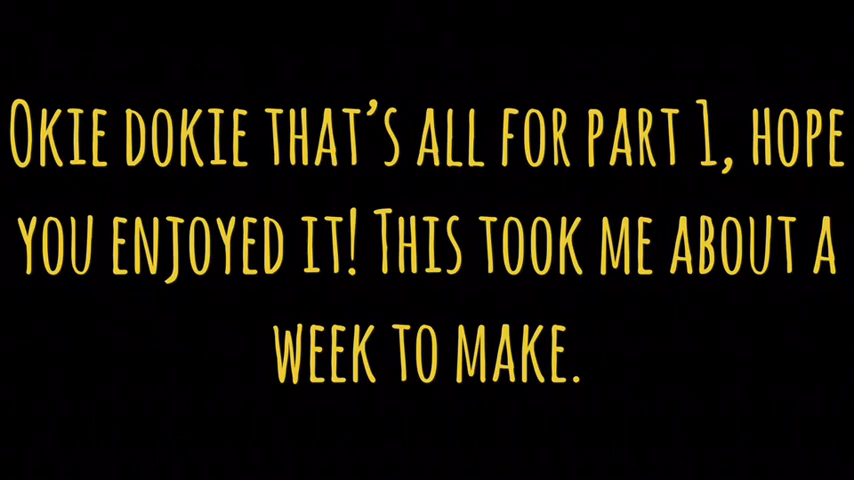 Okie dokie that’s all for part 1, hope
you enjoyed it! This took me about a
week to make.